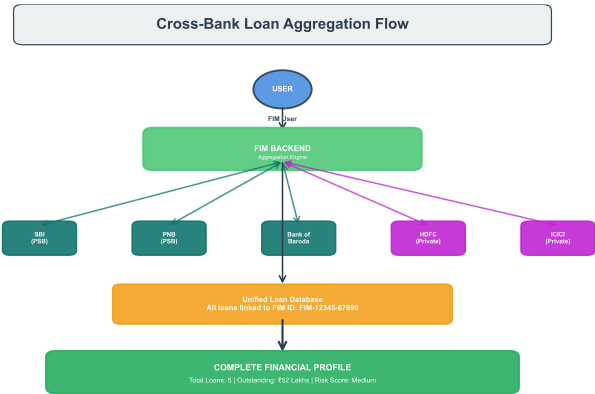 Cross-Bank Loan Aggregation Flow
USER
FIM User
FIM BACKEND
Aggregation Engine
SBI
(PSB)
PNB
(PSB)
Bank of
Baroda
HDFC
(Private)
ICICI
(Private)
Unified Loan Database
All loans linked to FIM ID: FIM-12345-67890
COMPLETE FINANCIAL PROFILE
Total Loans: 5 | Outstanding: ₹52 Lakhs | Risk Score: Medium